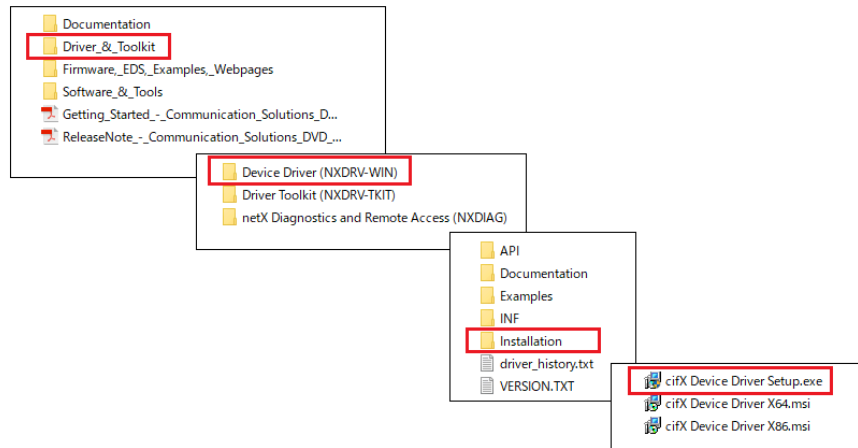 Documentation
Driver_&_Toolkit
Firmware,_EDS,_Examples,_Webpages
Software_&_Tools
Getting_Started_-_Communication_Solutions_D...
ReleaseNote_-_Communication_Solutions_DVD_...
Device Driver (NXDRV-WIN)
Driver Toolkit (NXDRV-TKIT)
netX Diagnostics and Remote Access (NXDIAG)
API
Documentation
Examples
INF
Installation
driver_history.txt
VERSION.TXT
cifX Device Driver Setup.exe
cifX Device Driver X64.msi
cifX Device Driver X86.msi